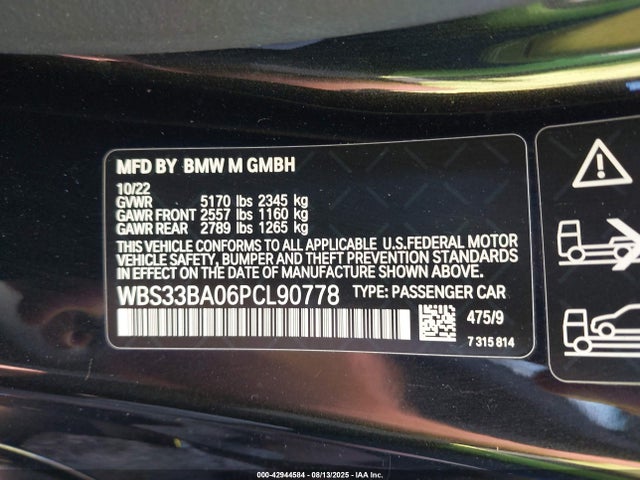 MFD BY BMW M GMBH
10/22
GVWR 5170 lbs 2345 kg
GAWR FRONT 2557 lbs 1160 kg
GAWR REAR 2789 lbs 1265 kg
THIS VEHICLE CONFORMS TO ALL APPLICABLE U.S.FEDERAL MOTOR
VEHICLE SAFETY, BUMPER AND THEFT PREVENTION STANDARDS
IN EFFECT ON THE DATE OF MANUFACTURE SHOWN ABOVE.
WBS33BA06PCL90778 TYPE: PASSENGER CAR
475/9
7 315 814
000-42944584 - 08/13/2025 - IAA Inc.